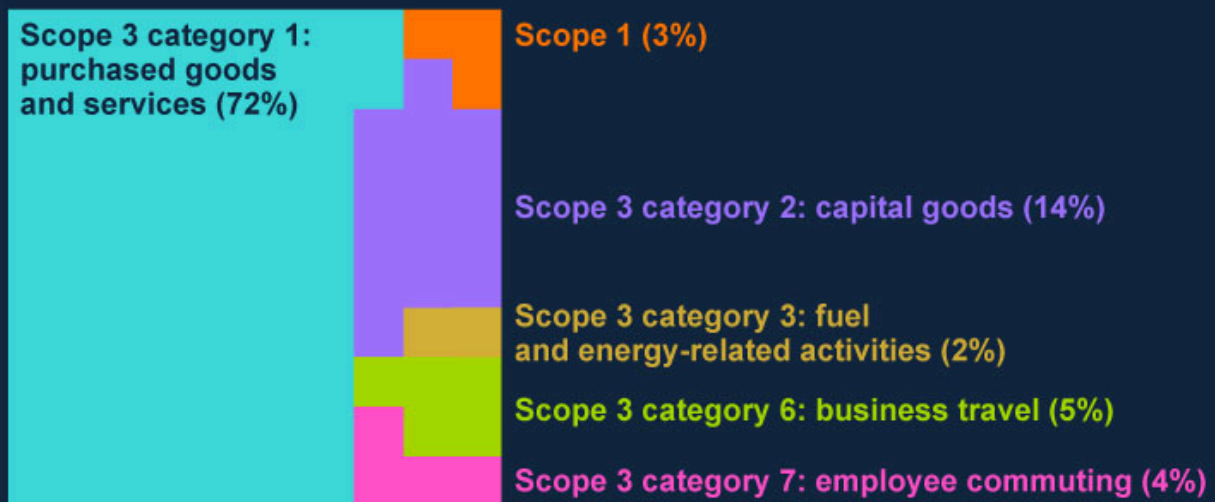 Scope 3 category 1:
purchased goods
and services (72%)
Scope 1 (3%)
Scope 3 category 2: capital goods (14%)
Scope 3 category 3: fuel
and energy-related activities (2%)
Scope 3 category 6: business travel (5%)
Scope 3 category 7: employee commuting (4%)